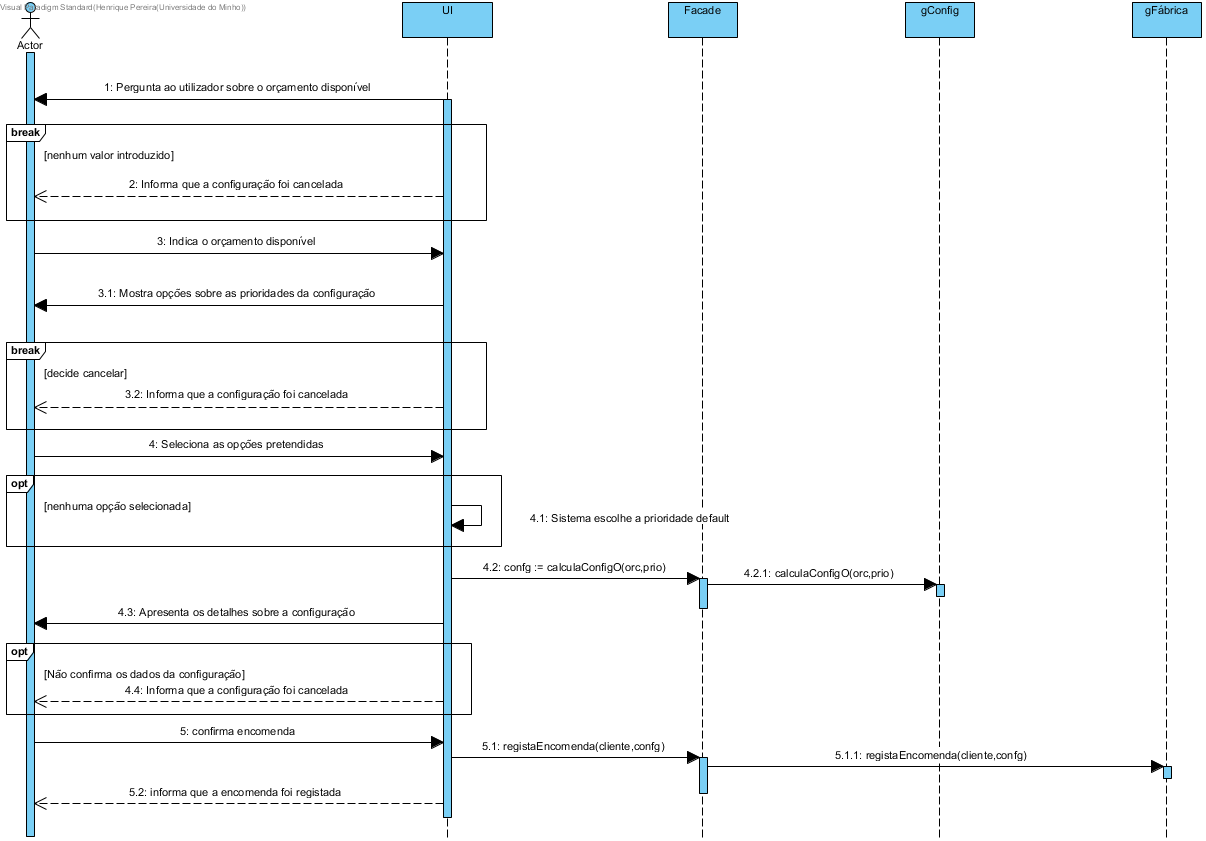 Visual Paradigm Standard(Henrique Pereira(Universidade do Minho))
Actor
UI
Facade
gConfig
gFábrica
1: Pergunta ao utilizador sobre o orçamento disponível
break
[nenhum valor introduzido]
2: Informa que a configuração foi cancelada
3: Indica o orçamento disponível
3.1: Mostra opções sobre as prioridades da configuração
break
[decide cancelar]
3.2: Informa que a configuração foi cancelada
4: Seleciona as opções pretendidas
opt
[nenhuma opção selecionada]
4.1: Sistema escolhe a prioridade default
4.2: confg := calculaConfigO(orc,prio)
4.2.1: calculaConfigO(orc,prio)
4.3: Apresenta os detalhes sobre a configuração
opt
[Não confirma os dados da configuração]
4.4: Informa que a configuração foi cancelada
5: confirma encomenda
5.1: registaEncomenda(cliente,confg)
5.1.1: registaEncomenda(cliente,confg)
5.2: informa que a encomenda foi registada